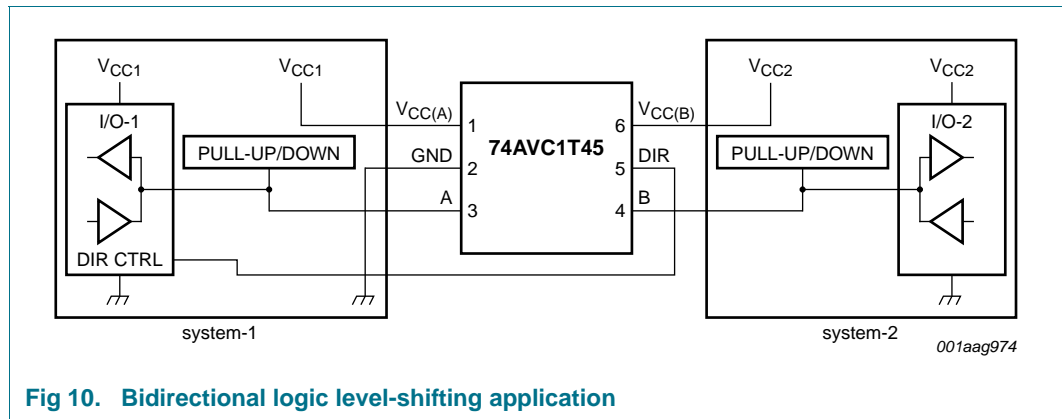 VCC1
VCC1
VCC2
VCC2
I/O-1
VCC(A)
VCC(B)
I/O-2
1
6
PULL-UP/DOWN
74AVC1T45
PULL-UP/DOWN
GND
DIR
2
5
A
B
3
4
DIR CTRL
system-1
system-2
001aag974
Fig 10. Bidirectional logic level-shifting application